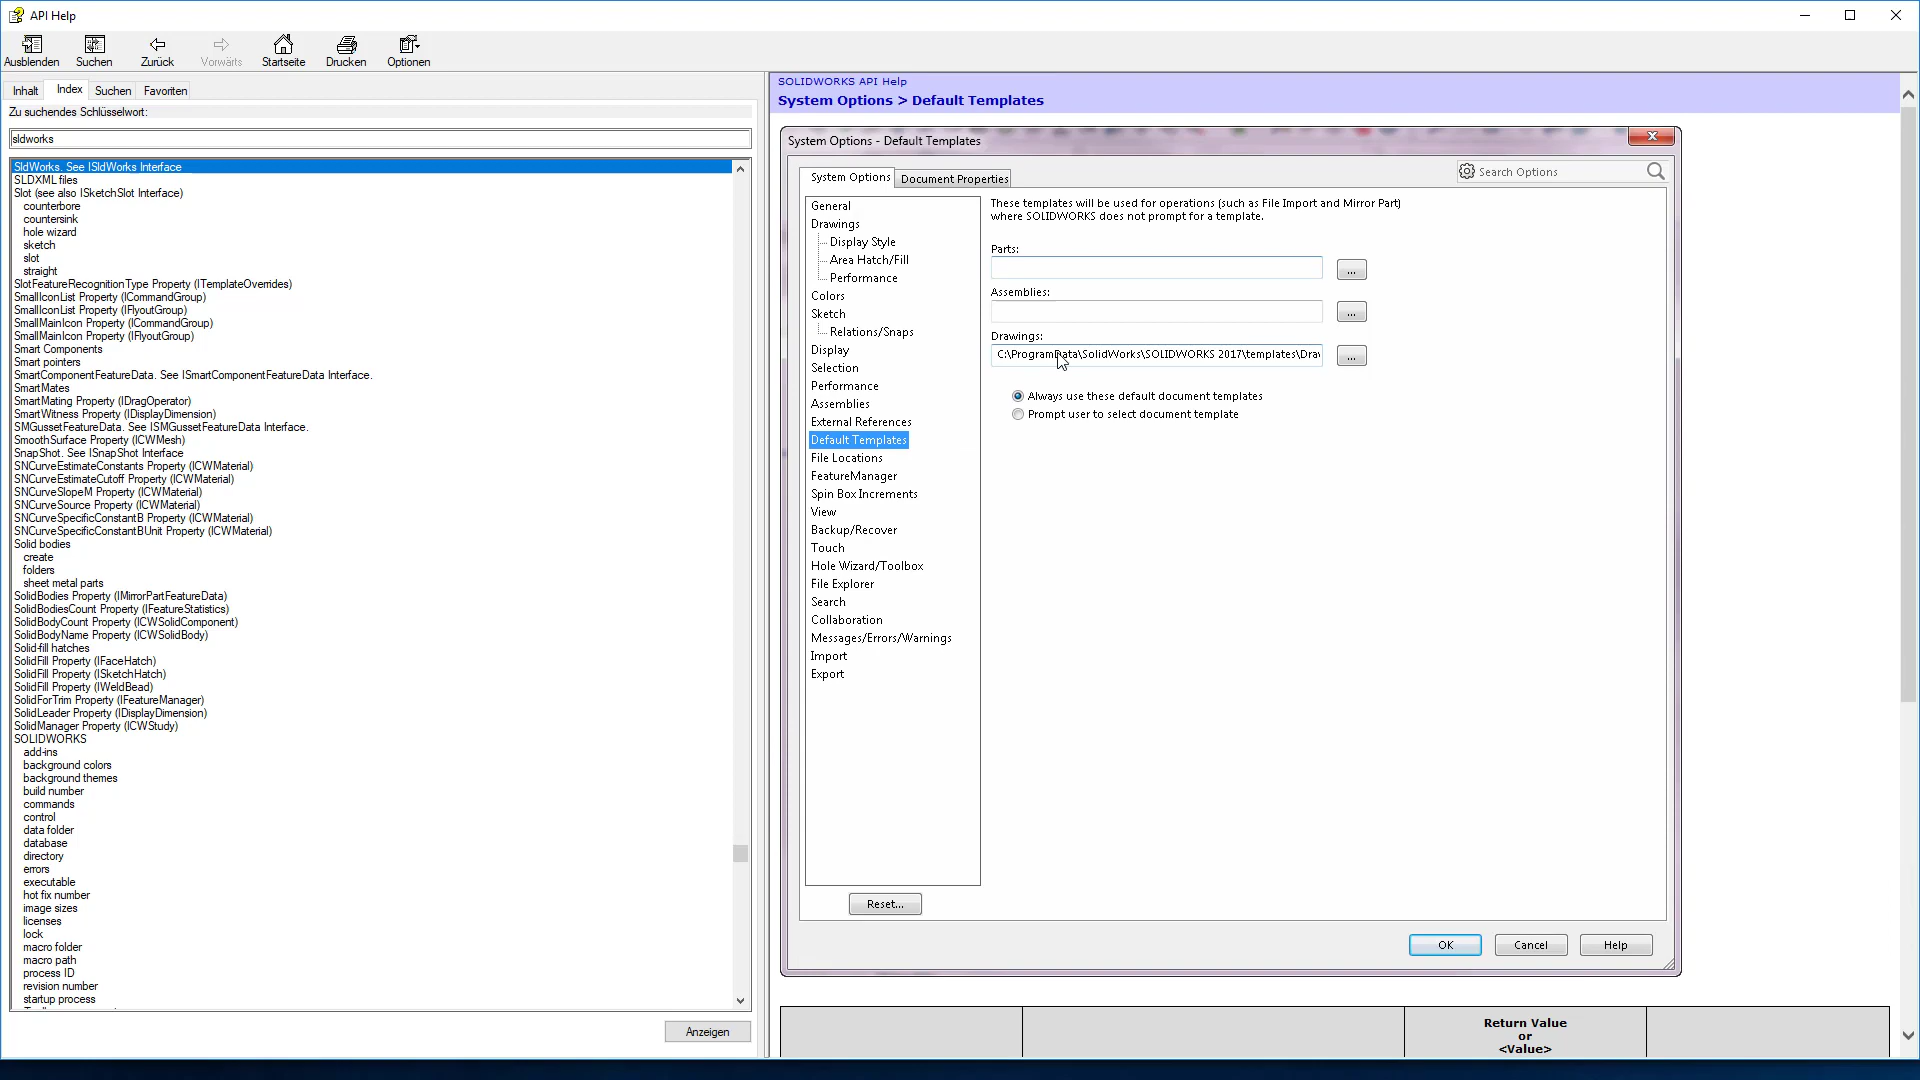 API Help
Ausblenden
Suchen
Zurück
Vorwärts
Startseite
Drucken
Optionen
Inhalt
Index
Suchen
Favoriten
Zu suchendes Schlüsselwort:
sldworks
SldWorks. See ISldWorks Interface
SLDXML files
Slot (see also ISketchSlot Interface)
counterbore
countersink
hole wizard
sketch
slot
straight
SlotFeatureRecognitionType Property (ITemplateOverrides)
SmallIconList Property (ICommandGroup)
SmallIconList Property (IFlyoutGroup)
SmallMainIcon Property (ICommandGroup)
SmallMainIcon Property (IFlyoutGroup)
Smart Components
Smart pointers
SmartComponentFeatureData. See ISmartComponentFeatureData Interface.
SmartMates
SmartMating Property (IDragOperator)
SmartWitness Property (IDisplayDimension)
SMGussetFeatureData. See ISMGussetFeatureData Interface.
SmoothSurface Property (ICWMesh)
SnapShot. See ISnapShot Interface
SNCurveEstimateConstants Property (ICWMaterial)
SNCurveEstimateCutoff Property (ICWMaterial)
SNCurveSlopeM Property (ICWMaterial)
SNCurveSource Property (ICWMaterial)
SNCurveSpecificConstantB Property (ICWMaterial)
SNCurveSpecificConstantBUnit Property (ICWMaterial)
Solid bodies
create
folders
sheet metal parts
SolidBodies Property (IMirrorPartFeatureData)
SolidBodiesCount Property (IFeatureStatistics)
SolidBodyCount Property (ICWSolidComponent)
SolidBodyName Property (ICWSolidBody)
Solid-fill hatches
SolidFill Property (IFaceHatch)
SolidFill Property (ISketchHatch)
SolidFill Property (IWeldBead)
SolidForTrim Property (IFeatureManager)
SolidLeader Property (IDisplayDimension)
SolidManager Property (ICWStudy)
SOLIDWORKS
add-ins
background colors
background themes
build number
commands
control
data folder
database
directory
errors
executable
hot fix number
image sizes
licenses
lock
macro folder
macro path
process ID
revision number
startup process
Anzeigen
SOLIDWORKS API Help
System Options > Default Templates
System Options - Default Templates
System Options
Document Properties
Search Options
General
Drawings
Display Style
Area Hatch/Fill
Performance
Colors
Sketch
Relations/Snaps
Display
Selection
Performance
Assemblies
External References
Default Templates
File Locations
FeatureManager
Spin Box Increments
View
Backup/Recover
Touch
Hole Wizard/Toolbox
File Explorer
Search
Collaboration
Messages/Errors/Warnings
Import
Export
Reset...
These templates will be used for operations (such as File Import and Mirror Part)
where SOLIDWORKS does not prompt for a template.
Parts:
...
Assemblies:
...
Drawings:
C:\ProgramData\SolidWorks\SOLIDWORKS 2017\templates\Dra
...
Always use these default document templates
Prompt user to select document template
OK
Cancel
Help
Return Value
or
<Value>